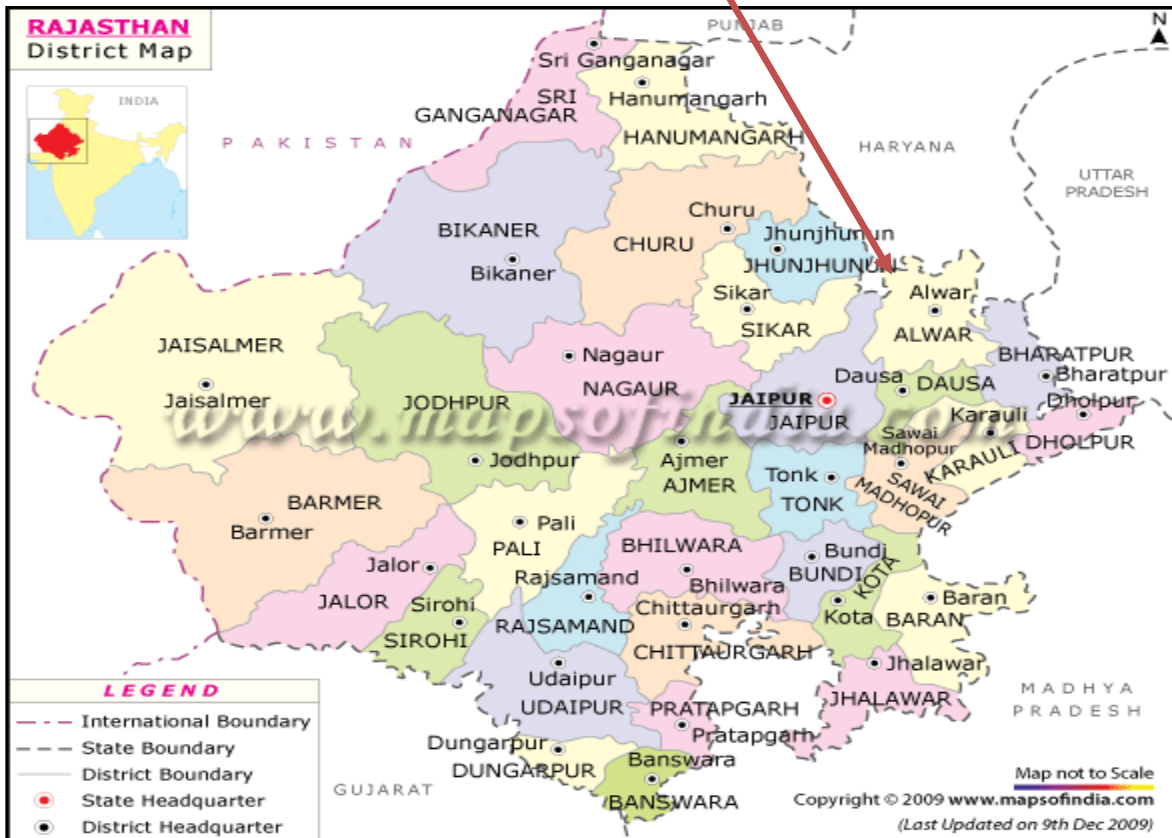 RAJASTHAN
District Map
INDIA
PUNJAB
N
Sri Ganganagar
SRI
GANGANAGAR
Hanumangarh
HANUMANGARH
PAKISTAN
HARYANA
UTTAR
PRADESH
BIKANER
Bikaner
Churu
CHURU
Jhunjhunun
JHUNJHUNUN
Sikar
SIKAR
Alwar
ALWAR
JAISALMER
Jaisalmer
JODHPUR
Jodhpur
Nagaur
NAGAUR
JAIPUR
JAIPUR
Dausa
DAUSA
BHARATPUR
Bharatpur
Dholpur
DHOLPUR
Karauli
KARAULI
Sawai
Madhopur
SAWAI
MADHOPUR
www.mapsofindia.com
Ajmer
AJMER
Tonk
TONK
BARMER
Barmer
Pali
PALI
Jalor
JALOR
Sirohi
SIROHI
Rajsamand
RAJSAMAND
BHILWARA
Bhilwara
Bundi
BUNDI
KOTA
Kota
Baran
BARAN
Chittaurgarh
CHITTAURGARH
Jhalawar
JHALAWAR
Udaipur
UDAIPUR
PRATAPGARH
Pratapgarh
Dungarpur
DUNGARPUR
Banswara
BANSWARA
GUJARAT
MADHYA
PRADESH
LEGEND
International Boundary
State Boundary
District Boundary
State Headquarter
District Headquarter
Map not to Scale
Copyright © 2009 www.mapsofindia.com
(Last Updated on 9th Dec 2009)